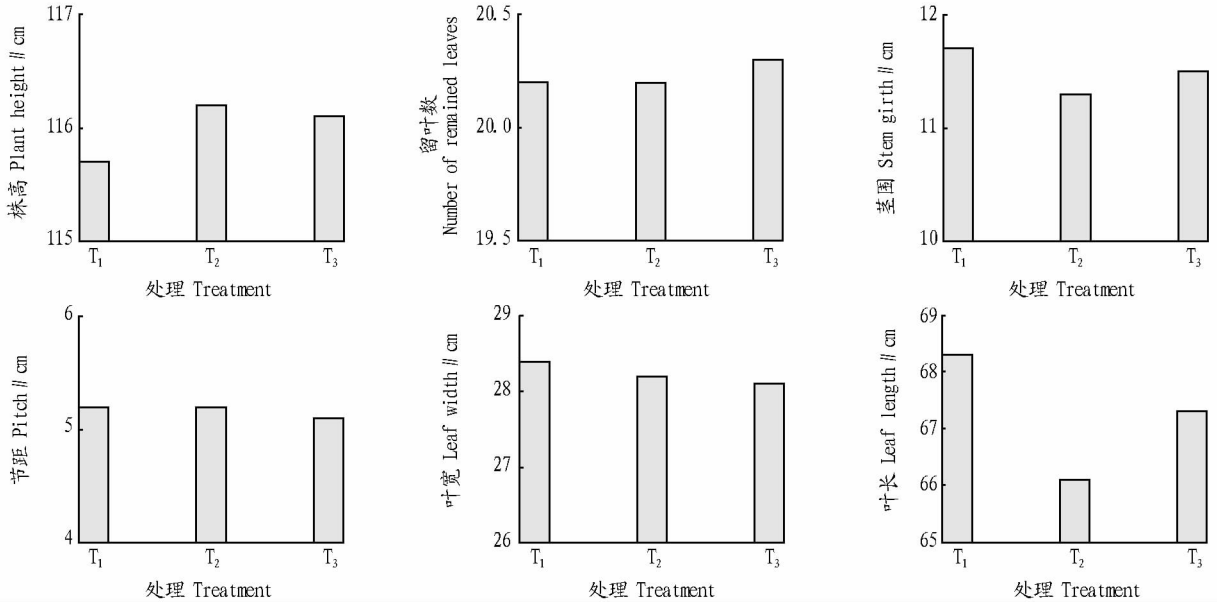 株高 Plant height∥cm
117
116
115
T₁
T₂
T₃
处理 Treatment
留叶数
Number of remained leaves
20.5
20.0
19.5
T₁
T₂
T₃
处理 Treatment
茎围 Stem girth∥cm
12
11
10
T₁
T₂
T₃
处理 Treatment
节距 Pitch∥cm
6
5
4
T₁
T₂
T₃
处理 Treatment
叶宽 Leaf width∥cm
29
28
27
26
T₁
T₂
T₃
处理 Treatment
叶长 Leaf length∥cm
69
68
67
66
65
T₁
T₂
T₃
处理 Treatment